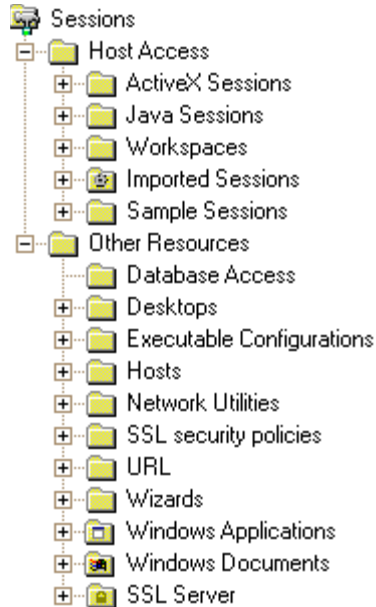 Sessions
Host Access
ActiveX Sessions
Java Sessions
Workspaces
Imported Sessions
Sample Sessions
Other Resources
Database Access
Desktops
Executable Configurations
Hosts
Network Utilities
SSL security policies
URL
Wizards
Windows Applications
Windows Documents
SSL Server